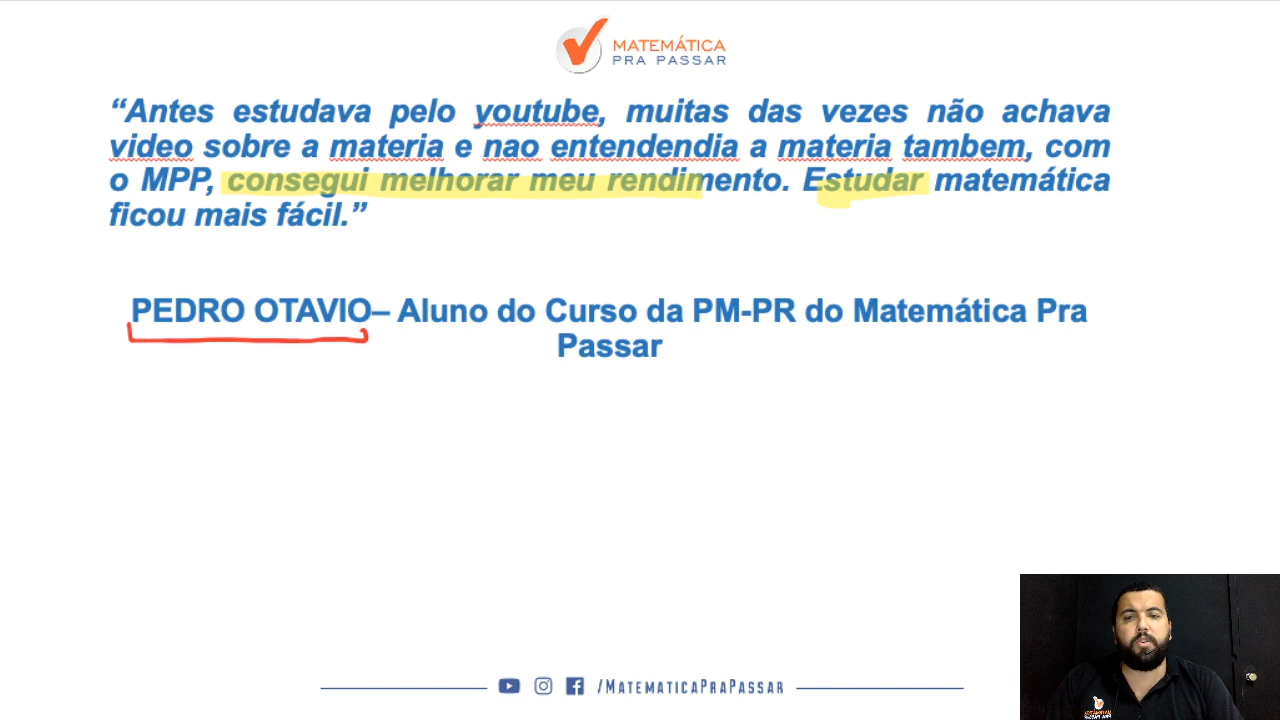 MATEMÁTICA
PRA PASSAR
“Antes estudava pelo youtube, muitas das vezes não achava
video sobre a materia e nao entendendia a materia tambem, com
o MPP, consegui melhorar meu rendimento. Estudar matemática
ficou mais fácil.”
PEDRO OTAVIO– Aluno do Curso da PM-PR do Matemática Pra
Passar
/MATEMATICAPRAPASSAR